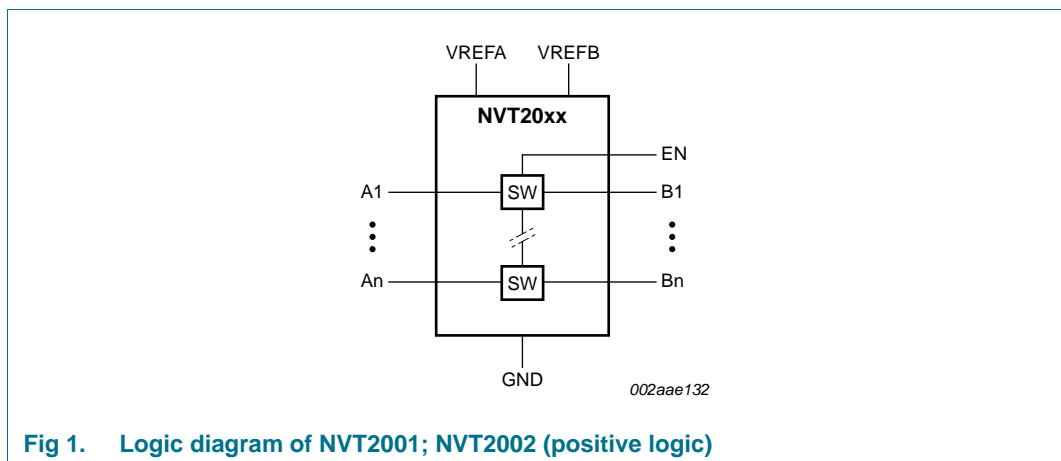 VREFA VREFB
NVT20xx
EN
A1 SW B1
An SW Bn
GND
002aae132
Fig 1. Logic diagram of NVT2001; NVT2002 (positive logic)